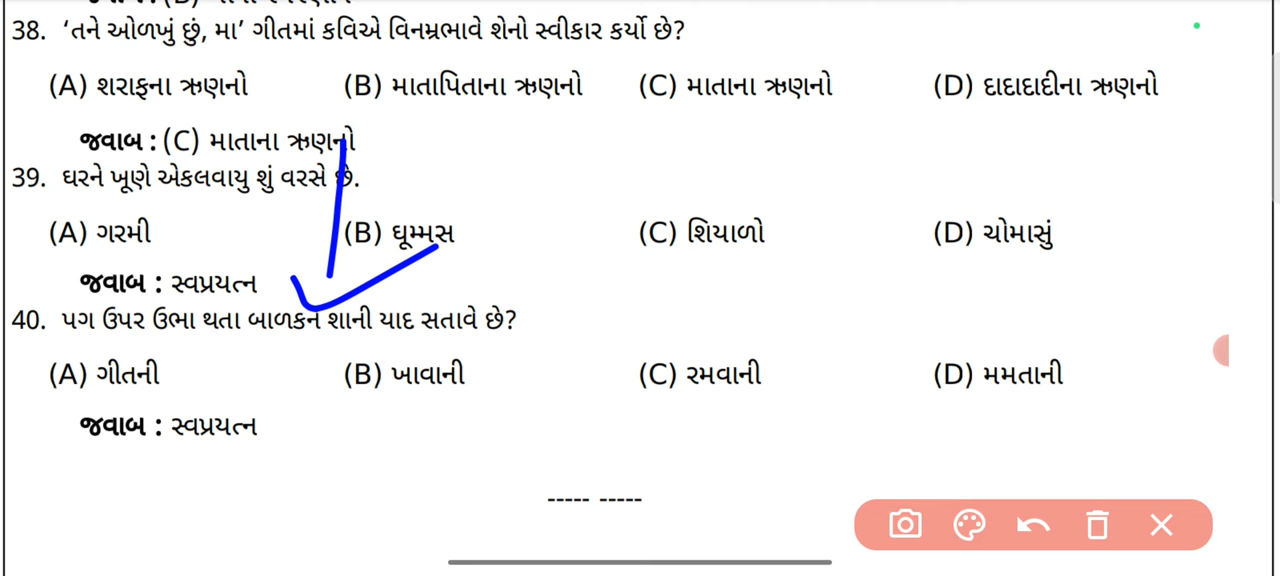 38. ‘તને ઓળખું છું, મા’ ગીતમાં કવિએ વિનમ્રભાવે શેનો સ્વીકાર કર્યો છે?
(A) શરાફના ઋણનો (B) માતાપિતાના ઋણનો (C) માતાના ઋણનો (D) દાદાદાદીના ઋણનો
જવાબ : (C) માતાના ઋણનો
39. ઘરને ખૂણે એકલવાયુ શું વરસે છે.
(A) ગરમી (B) ઘૂમ્મસ (C) શિયાળો (D) ચોમાસું
જવાબ : સ્વપ્રયત્ન
40. પગ ઉપર ઉભા થતા બાળકને શાની યાદ સતાવે છે?
(A) ગીતની (B) ખાવાની (C) રમવાની (D) મમતાની
જવાબ : સ્વપ્રયત્ન
----- -----